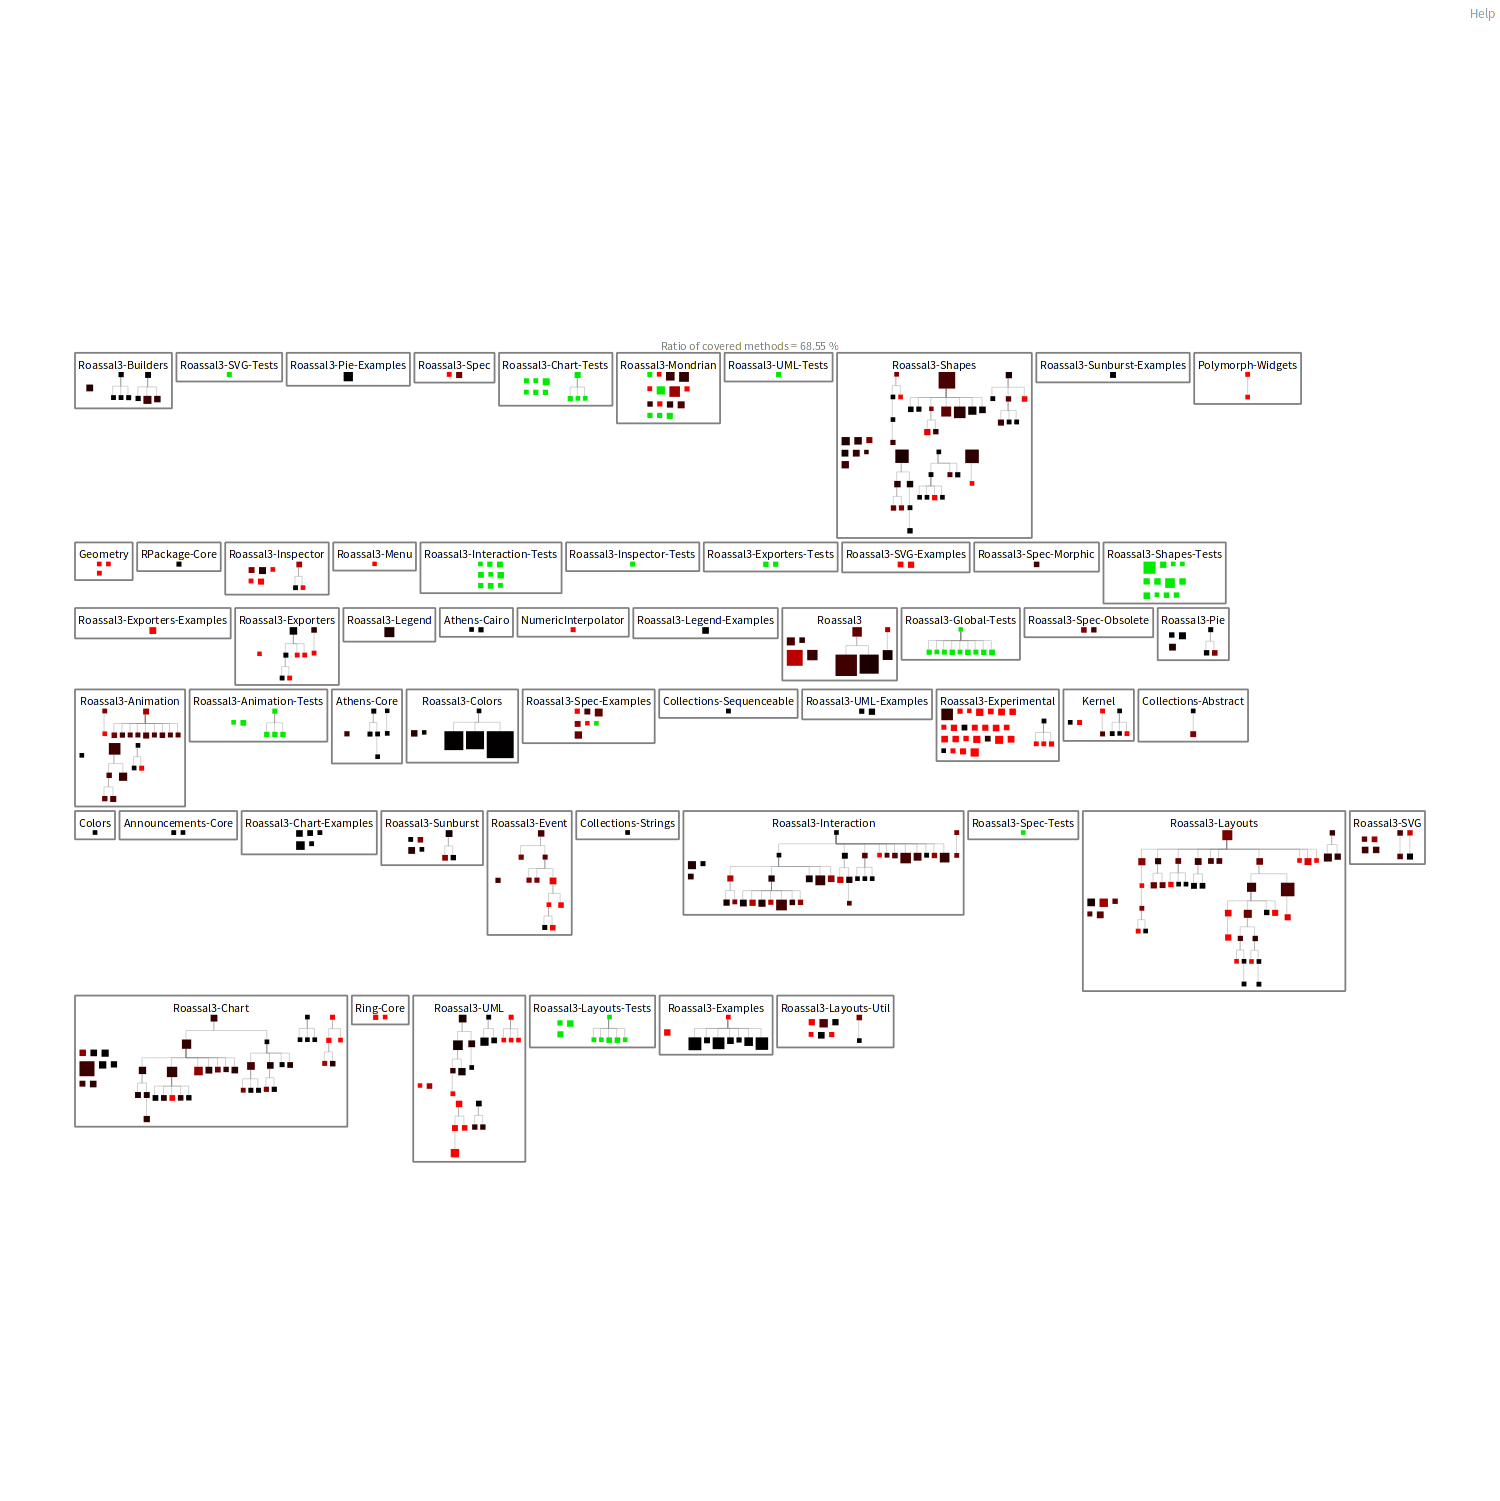 Help
Ratio of covered methods = 68.55 %
Roassal3-Builders
Roassal3-SVG-Tests
Roassal3-Pie-Examples
Roassal3-Spec
Roassal3-Chart-Tests
Roassal3-Mondrian
Roassal3-UML-Tests
Roassal3-Shapes
Roassal3-Sunburst-Examples
Polymorph-Widgets
Geometry
RPackage-Core
Roassal3-Inspector
Roassal3-Menu
Roassal3-Interaction-Tests
Roassal3-Inspector-Tests
Roassal3-Exporters-Tests
Roassal3-SVG-Examples
Roassal3-Spec-Morphic
Roassal3-Shapes-Tests
Roassal3-Exporters-Examples
Roassal3-Exporters
Roassal3-Legend
Athens-Cairo
NumericInterpolator
Roassal3-Legend-Examples
Roassal3
Roassal3-Global-Tests
Roassal3-Spec-Obsolete
Roassal3-Pie
Roassal3-Animation
Roassal3-Animation-Tests
Athens-Core
Roassal3-Colors
Roassal3-Spec-Examples
Collections-Sequenceable
Roassal3-UML-Examples
Roassal3-Experimental
Kernel
Collections-Abstract
Colors
Announcements-Core
Roassal3-Chart-Examples
Roassal3-Sunburst
Roassal3-Event
Collections-Strings
Roassal3-Interaction
Roassal3-Spec-Tests
Roassal3-Layouts
Roassal3-SVG
Roassal3-Chart
Ring-Core
Roassal3-UML
Roassal3-Layouts-Tests
Roassal3-Examples
Roassal3-Layouts-Util